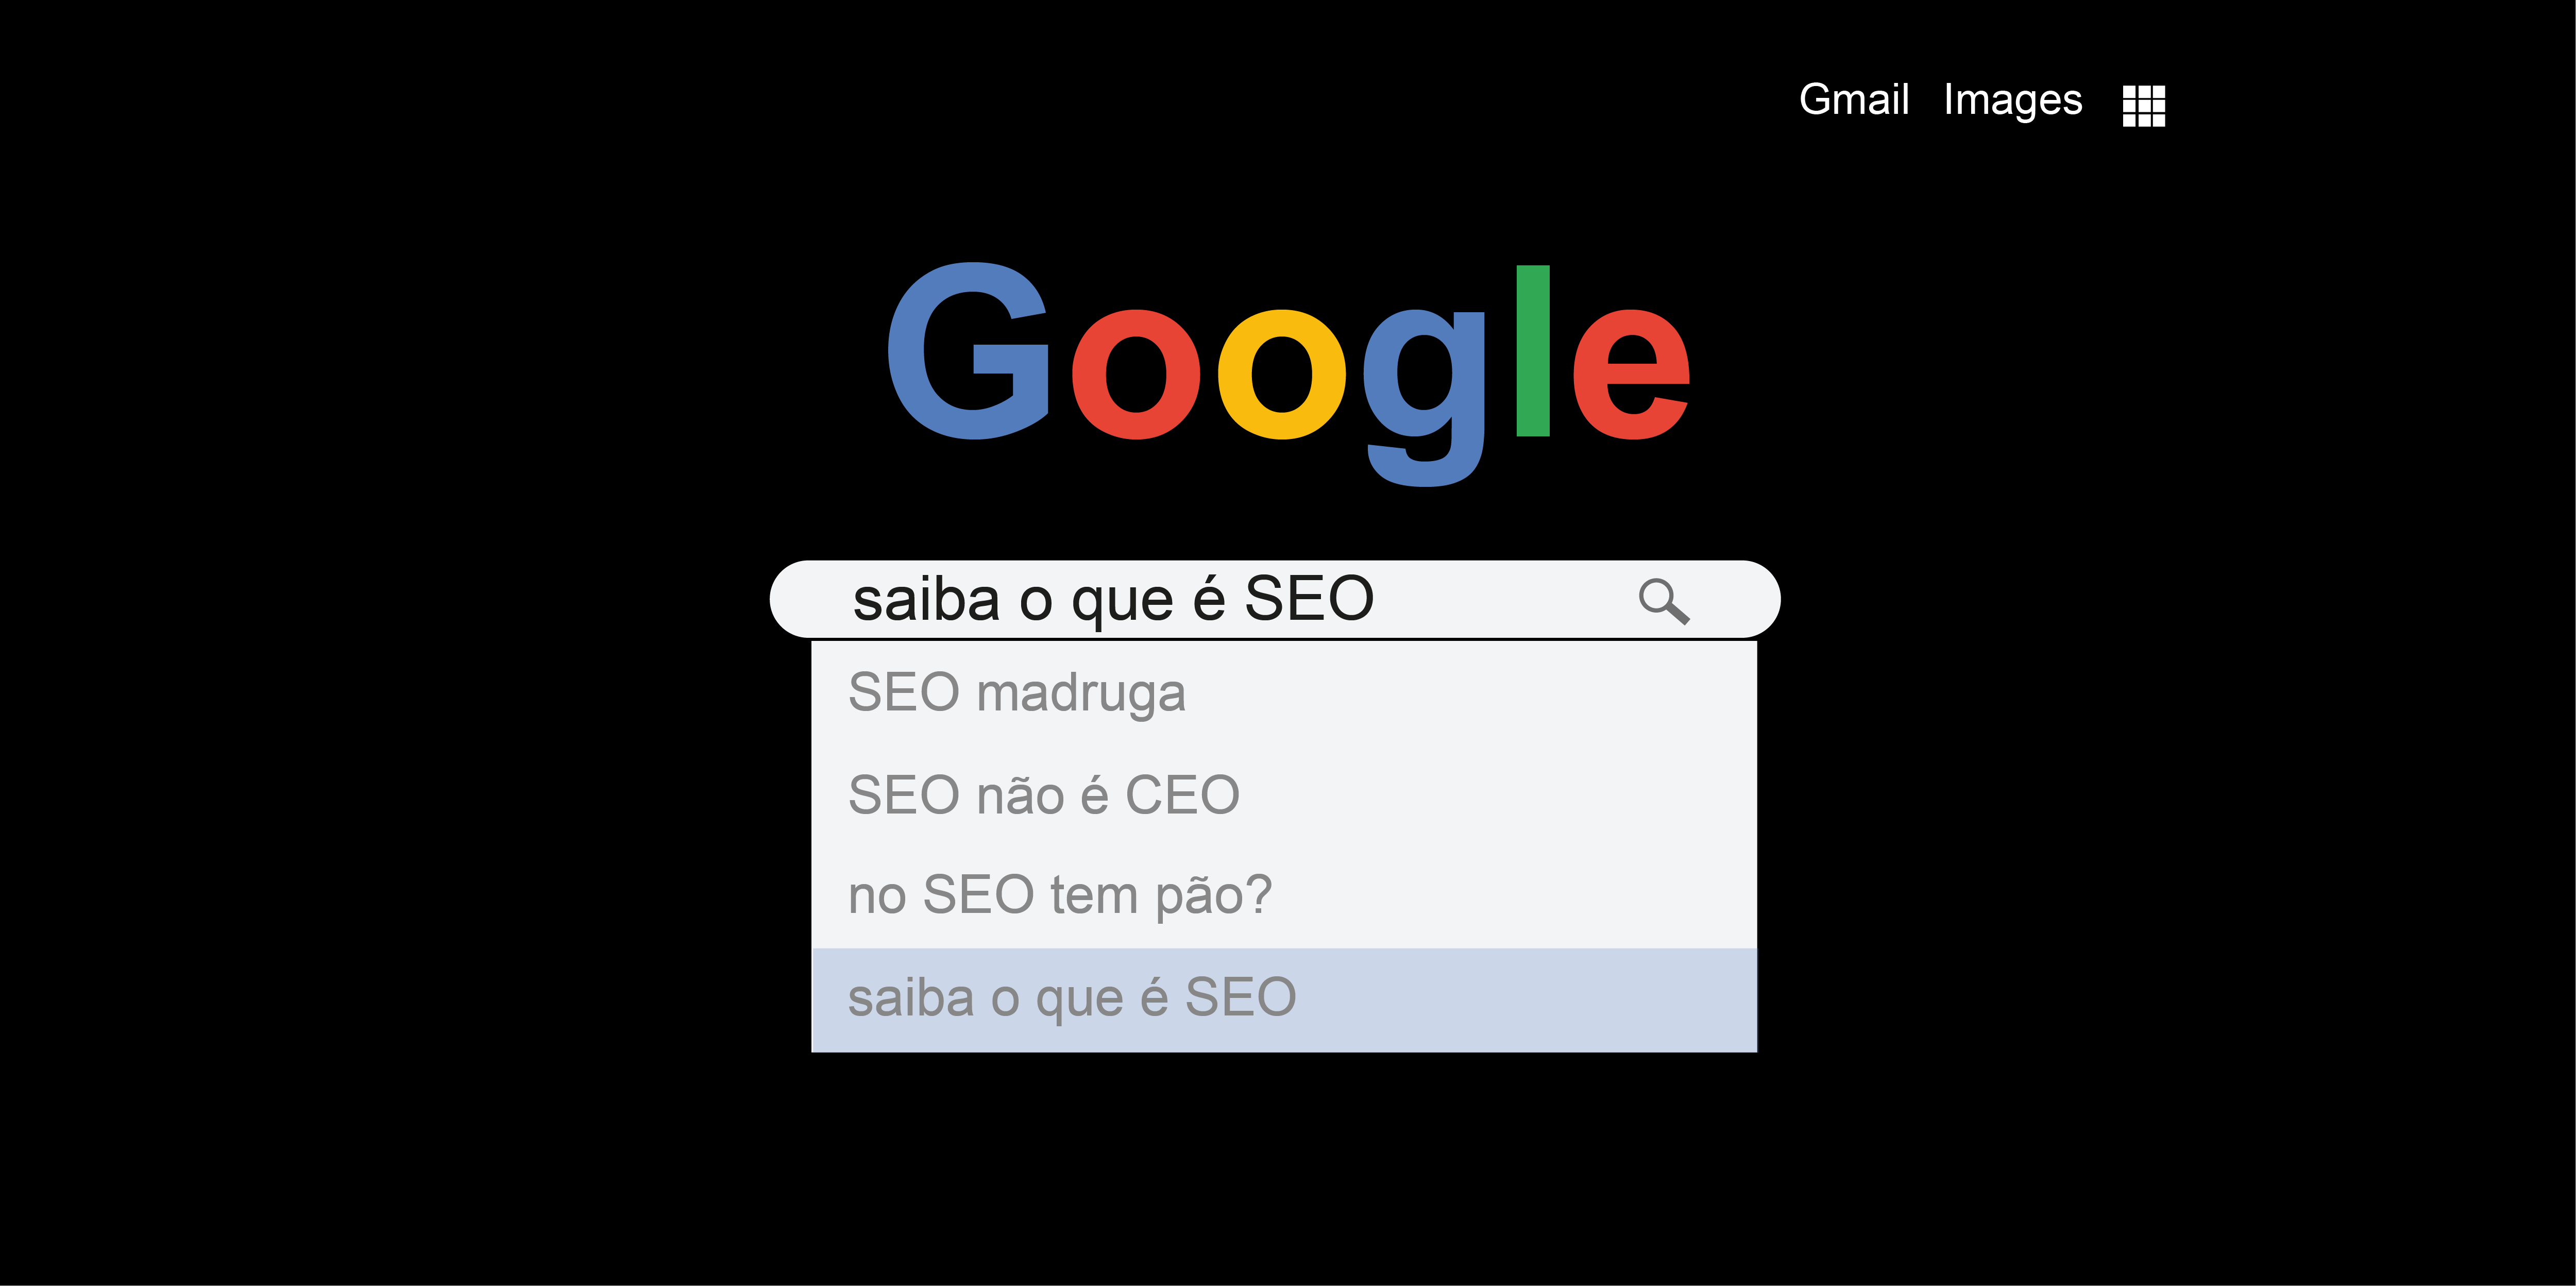 Gmail Images
Google
saiba o que é SEO
SEO madruga
SEO não é CEO
no SEO tem pão?
saiba o que é SEO